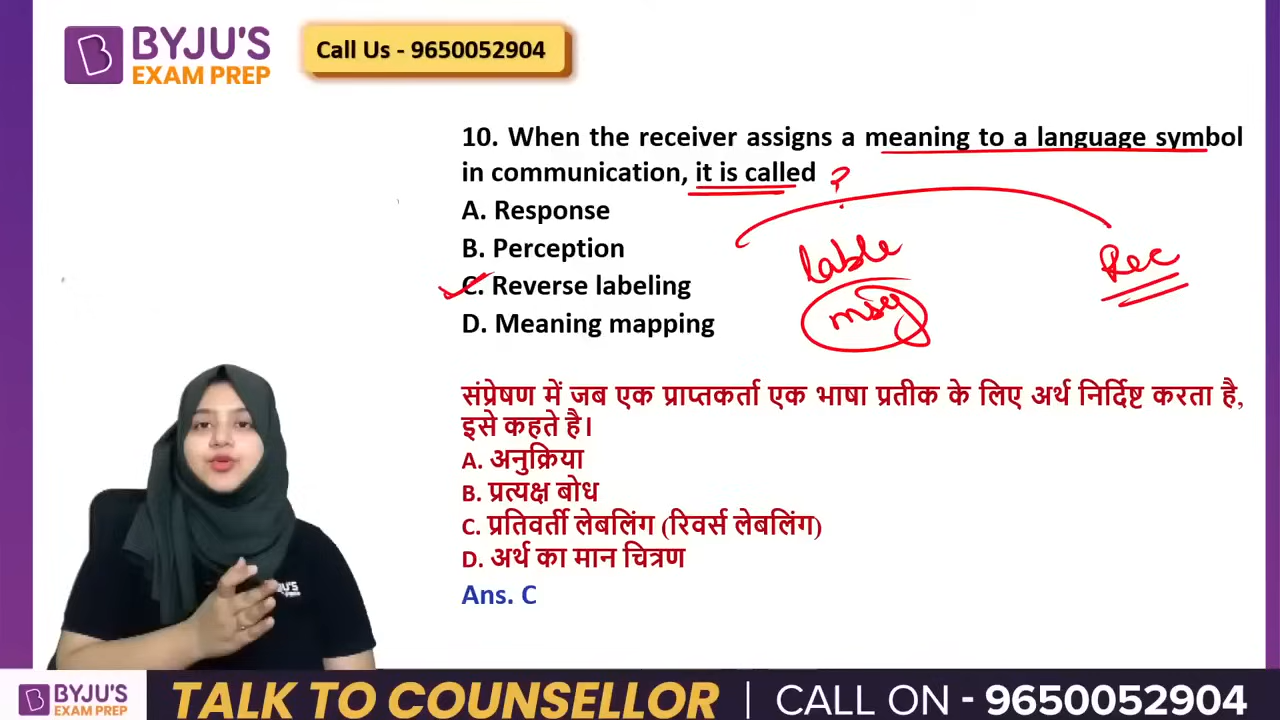 BYJU'S
EXAM PREP
Call Us - 9650052904
10. When the receiver assigns a meaning to a language symbol
in communication, it is called
?
A. Response
B. Perception
C. Reverse labeling
D. Meaning mapping
lable
msg
Rec
संप्रेषण में जब एक प्राप्तकर्ता एक भाषा प्रतीक के लिए अर्थ निर्दिष्ट करता है,
इसे कहते है।
A. अनुक्रिया
B. प्रत्यक्ष बोध
C. प्रतिवर्ती लेबलिंग (रिवर्स लेबलिंग)
D. अर्थ का मान चित्रण
Ans. C
BYJU'S
EXAM PREP
TALK TO COUNSELLOR | CALL ON - 9650052904